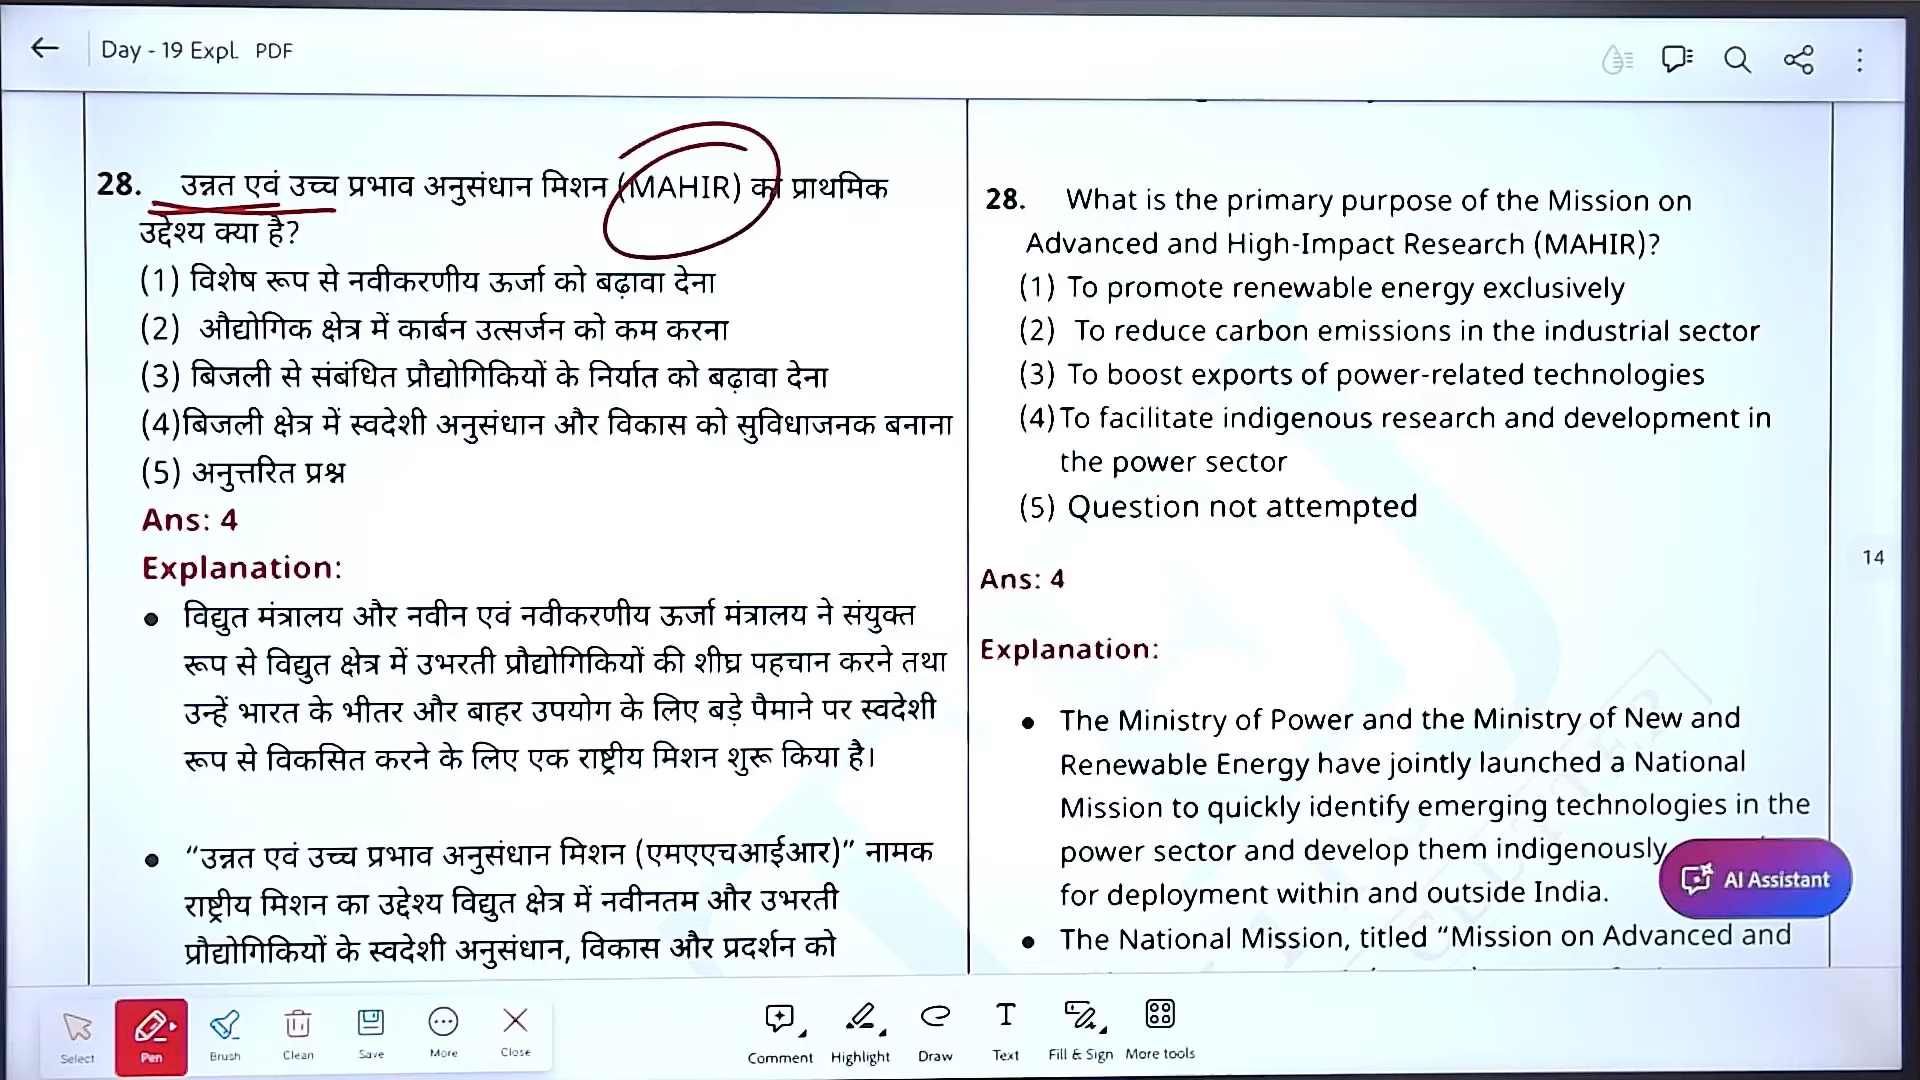 Day - 19 Expl. PDF
28. उन्नत एवं उच्च प्रभाव अनुसंधान मिशन (MAHIR) का प्राथमिक
उद्देश्य क्या है?
(1) विशेष रूप से नवीकरणीय ऊर्जा को बढ़ावा देना
(2) औद्योगिक क्षेत्र में कार्बन उत्सर्जन को कम करना
(3) बिजली से संबंधित प्रौद्योगिकियों के निर्यात को बढ़ावा देना
(4)बिजली क्षेत्र में स्वदेशी अनुसंधान और विकास को सुविधाजनक बनाना
(5) अनुत्तरित प्रश्न
Ans: 4
Explanation:
• विद्युत मंत्रालय और नवीन एवं नवीकरणीय ऊर्जा मंत्रालय ने संयुक्त
रूप से विद्युत क्षेत्र में उभरती प्रौद्योगिकियों की शीघ्र पहचान करने तथा
उन्हें भारत के भीतर और बाहर उपयोग के लिए बड़े पैमाने पर स्वदेशी
रूप से विकसित करने के लिए एक राष्ट्रीय मिशन शुरू किया है।
• “उन्नत एवं उच्च प्रभाव अनुसंधान मिशन (एमएएचआईआर)” नामक
राष्ट्रीय मिशन का उद्देश्य विद्युत क्षेत्र में नवीनतम और उभरती
प्रौद्योगिकियों के स्वदेशी अनुसंधान, विकास और प्रदर्शन को
28. What is the primary purpose of the Mission on
Advanced and High-Impact Research (MAHIR)?
(1) To promote renewable energy exclusively
(2) To reduce carbon emissions in the industrial sector
(3) To boost exports of power-related technologies
(4) To facilitate indigenous research and development in
the power sector
(5) Question not attempted
Ans: 4
Explanation:
• The Ministry of Power and the Ministry of New and
Renewable Energy have jointly launched a National
Mission to quickly identify emerging technologies in the
power sector and develop them indigenously
for deployment within and outside India.
• The National Mission, titled “Mission on Advanced and
14
AI Assistant
Select Pen Brush Clean Save More Close
Comment Highlight Draw Text Fill & Sign More tools